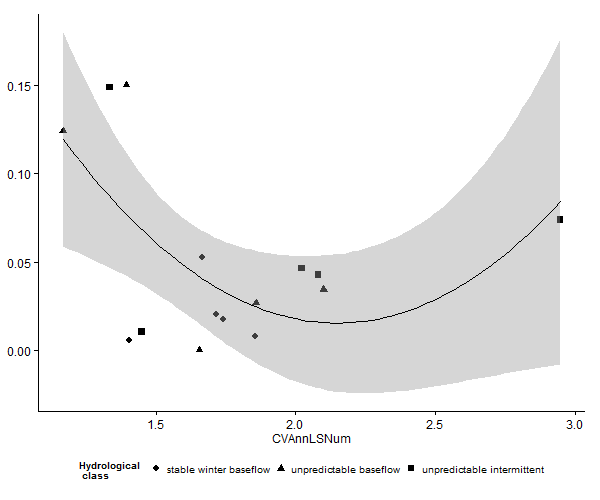 0.15
0.10
0.05
0.00
1.5 2.0 2.5 3.0
CVAnnLSNum
Hydrological
class
stable winter baseflow unpredictable baseflow unpredictable intermittent